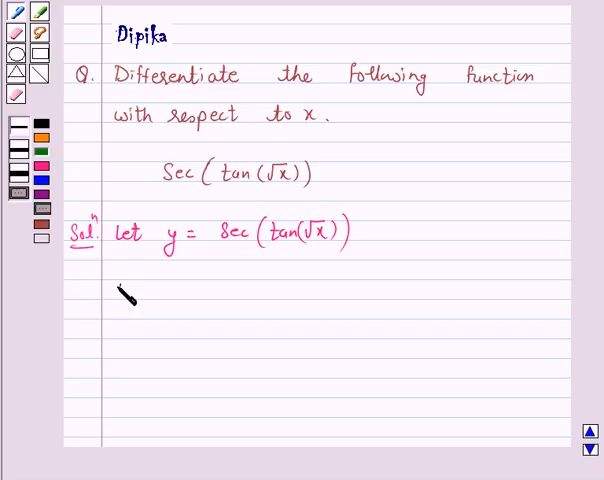 Dipika
Q. Differentiate the following function
with respect to x.
Sec(tan(√x))
Solⁿ. Let y = Sec(tan(√x))